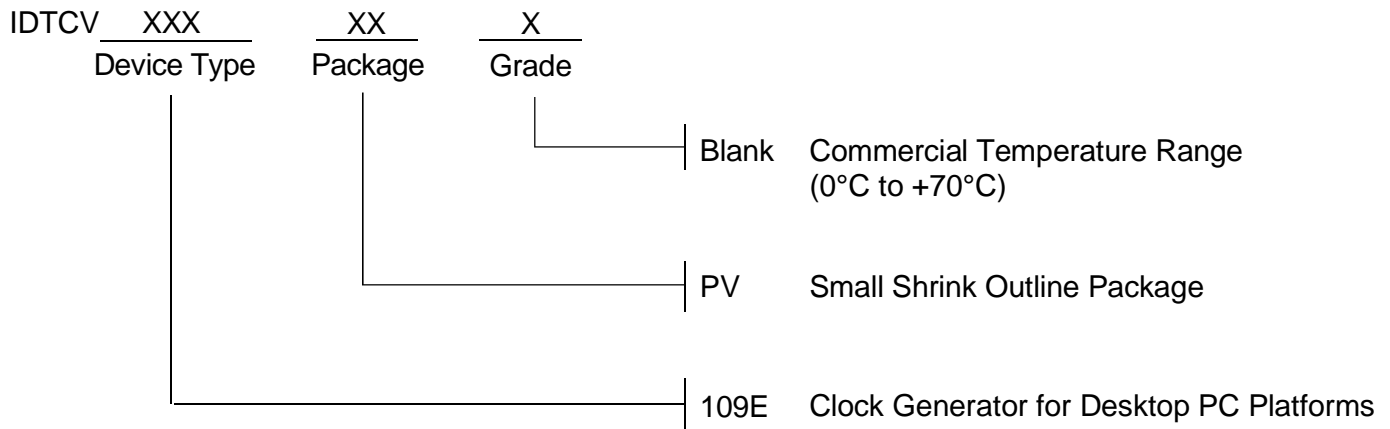 IDTCV XXX XX X
Device Type Package Grade
Blank Commercial Temperature Range
(0°C to +70°C)
PV Small Shrink Outline Package
109E Clock Generator for Desktop PC Platforms